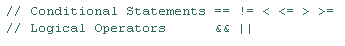 // Conditional Statements == != < <= > >=
// Logical Operators      && ||